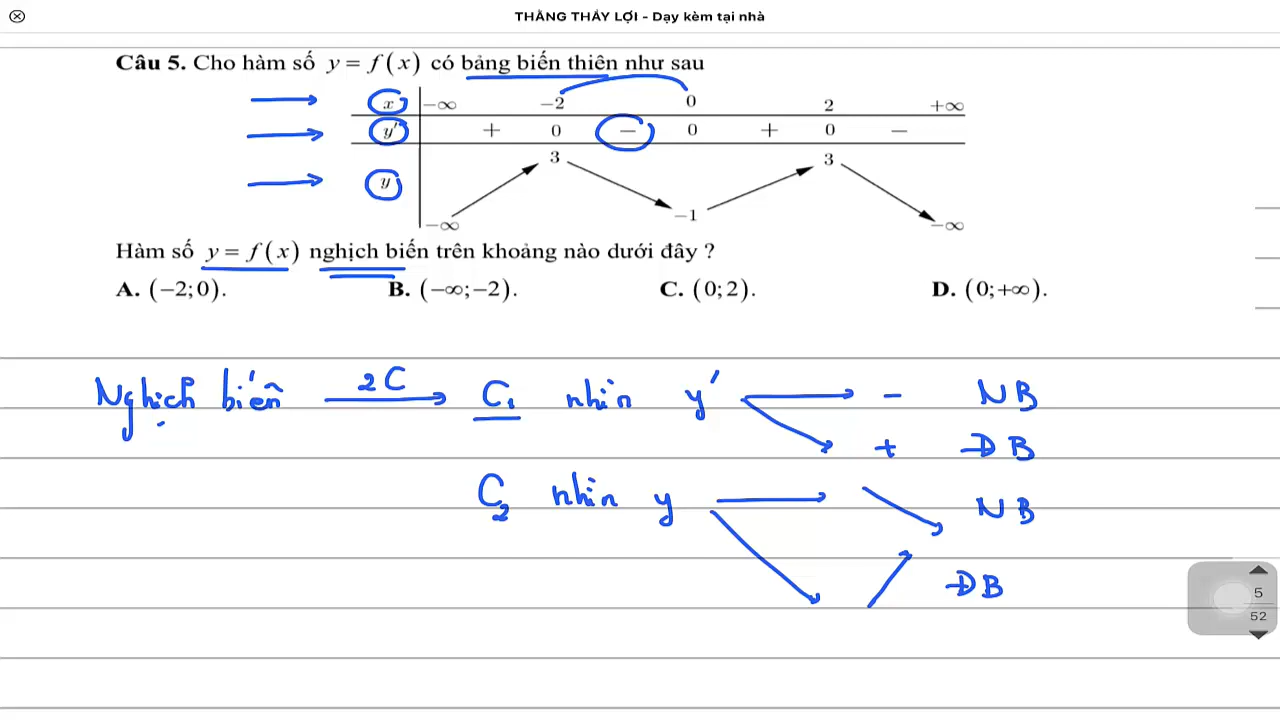 THẰNG THẦY LỢI - Dạy kèm tại nhà
Câu 5. Cho hàm số y = f(x) có bảng biến thiên như sau
x −∞ −2 0 2 +∞
y' + 0 − 0 + 0 −
3 3
y
−1
−∞ −∞
Hàm số y = f(x) nghịch biến trên khoảng nào dưới đây ?
A. (−2;0). B. (−∞;−2). C. (0;2). D. (0;+∞).
Nghịch biến 2C C1 nhìn y' − NB
+ ĐB
C2 nhìn y NB
ĐB
5
52